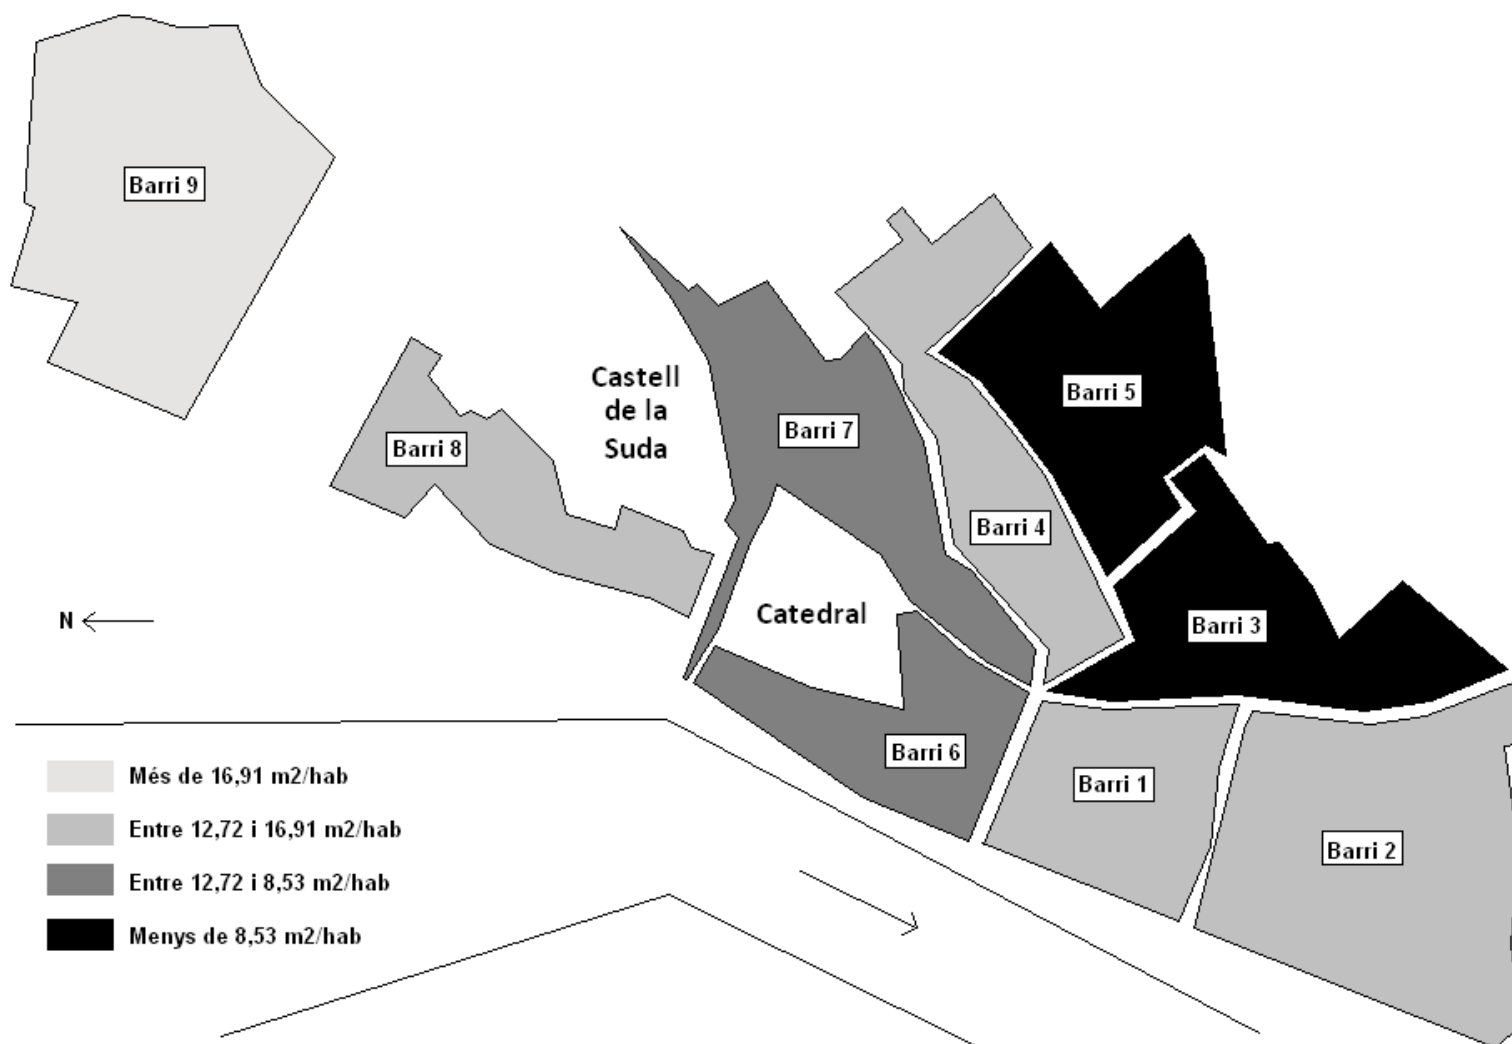 Barri 9
Castell
de la
Suda
Barri 5
Barri 7
Barri 8
Barri 4
Catedral
N
Barri 3
Barri 6
Barri 1
Barri 2
Més de 16,91 m2/hab
Entre 12,72 i 16,91 m2/hab
Entre 12,72 i 8,53 m2/hab
Menys de 8,53 m2/hab